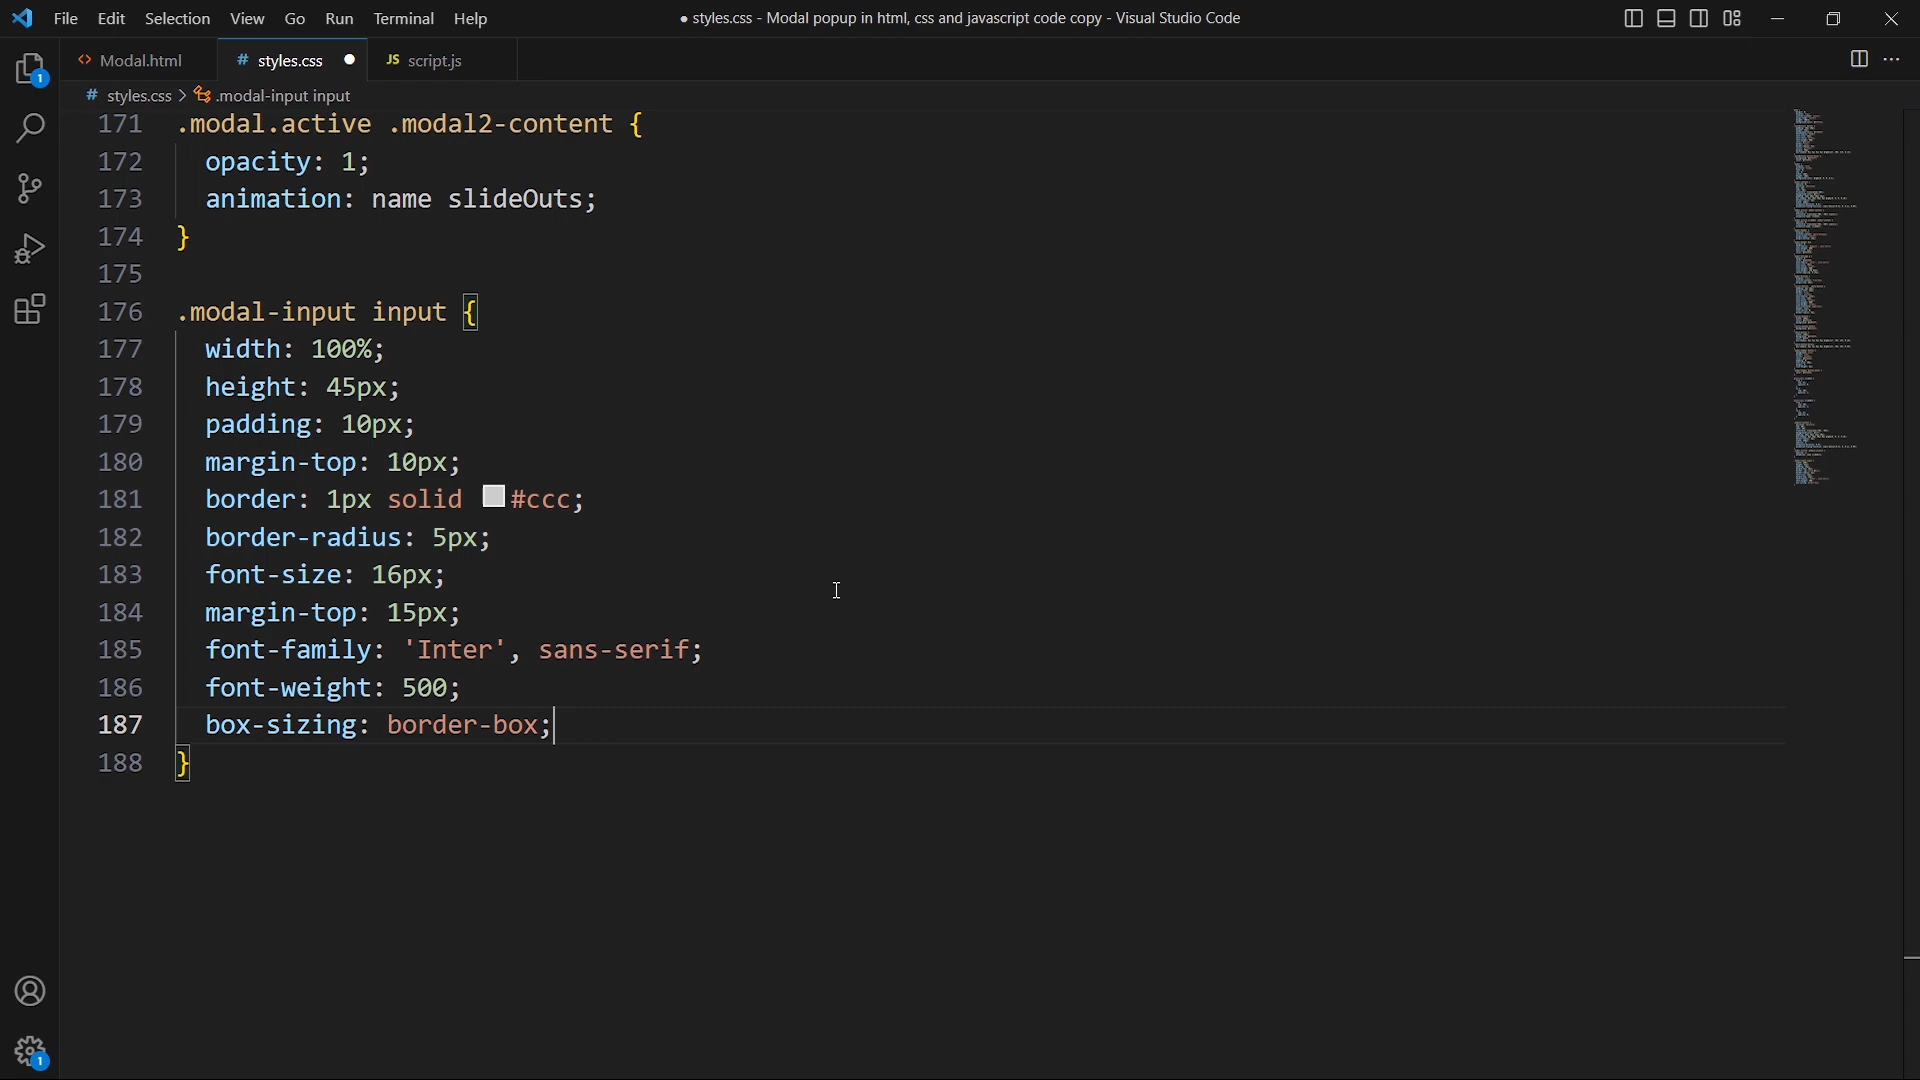 File Edit Selection View Go Run Terminal Help
● styles.css - Modal popup in html, css and javascript code copy - Visual Studio Code
<> Modal.html
# styles.css ●
JS script.js
# styles.css > .modal-input input
171 .modal.active .modal2-content {
172 opacity: 1;
173 animation: name slideOuts;
174 }
175
176 .modal-input input {
177 width: 100%;
178 height: 45px;
179 padding: 10px;
180 margin-top: 10px;
181 border: 1px solid #ccc;
182 border-radius: 5px;
183 font-size: 16px;
184 margin-top: 15px;
185 font-family: 'Inter', sans-serif;
186 font-weight: 500;
187 box-sizing: border-box;
188 }
1
1